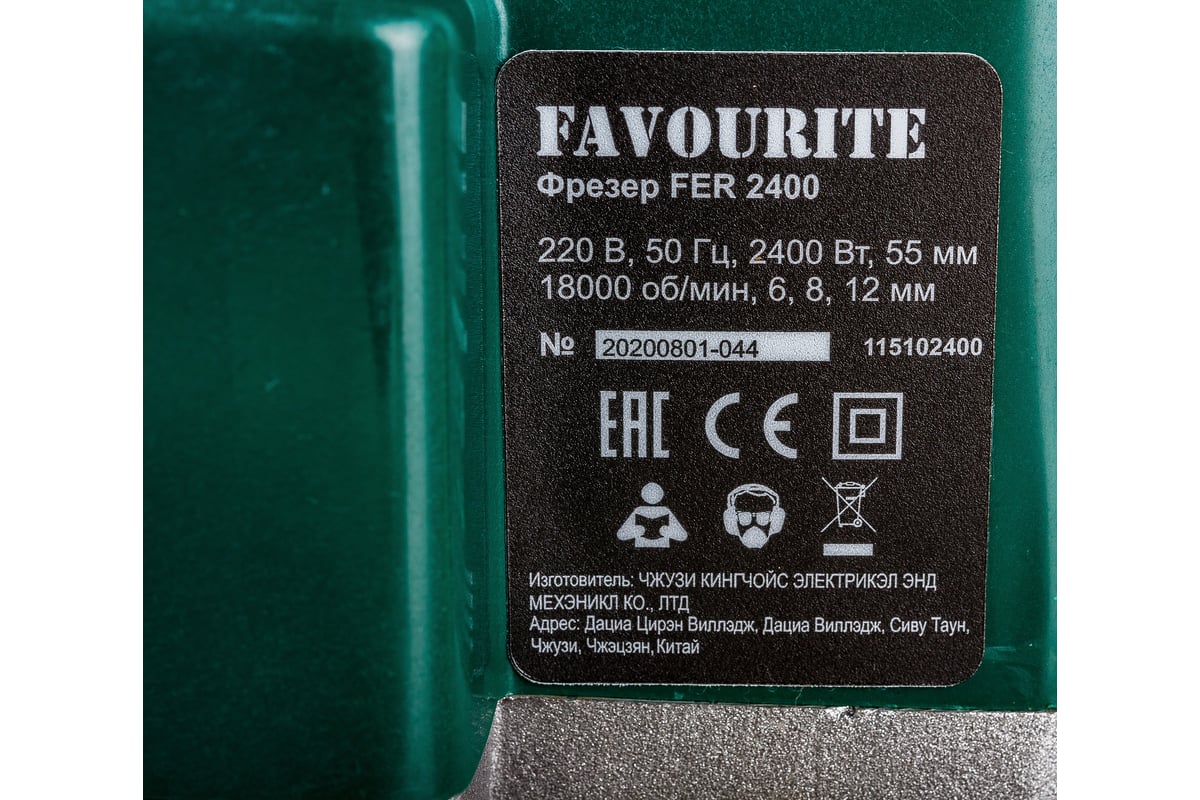 FAVOURITE
Фрезер FER 2400
220 В, 50 Гц, 2400 Вт, 55 мм
18000 об/мин, 6, 8, 12 мм
№ 20200801-044 115102400
EAC CE
Изготовитель: ЧЖУЗИ КИНГЧОЙС ЭЛЕКТРИКЭЛ ЭНД
МЕХЭНИКЛ КО., ЛТД
Адрес: Дациа Цирэн Виллэдж, Дациа Виллэдж, Сиву Таун,
Чжузи, Чжэцзян, Китай